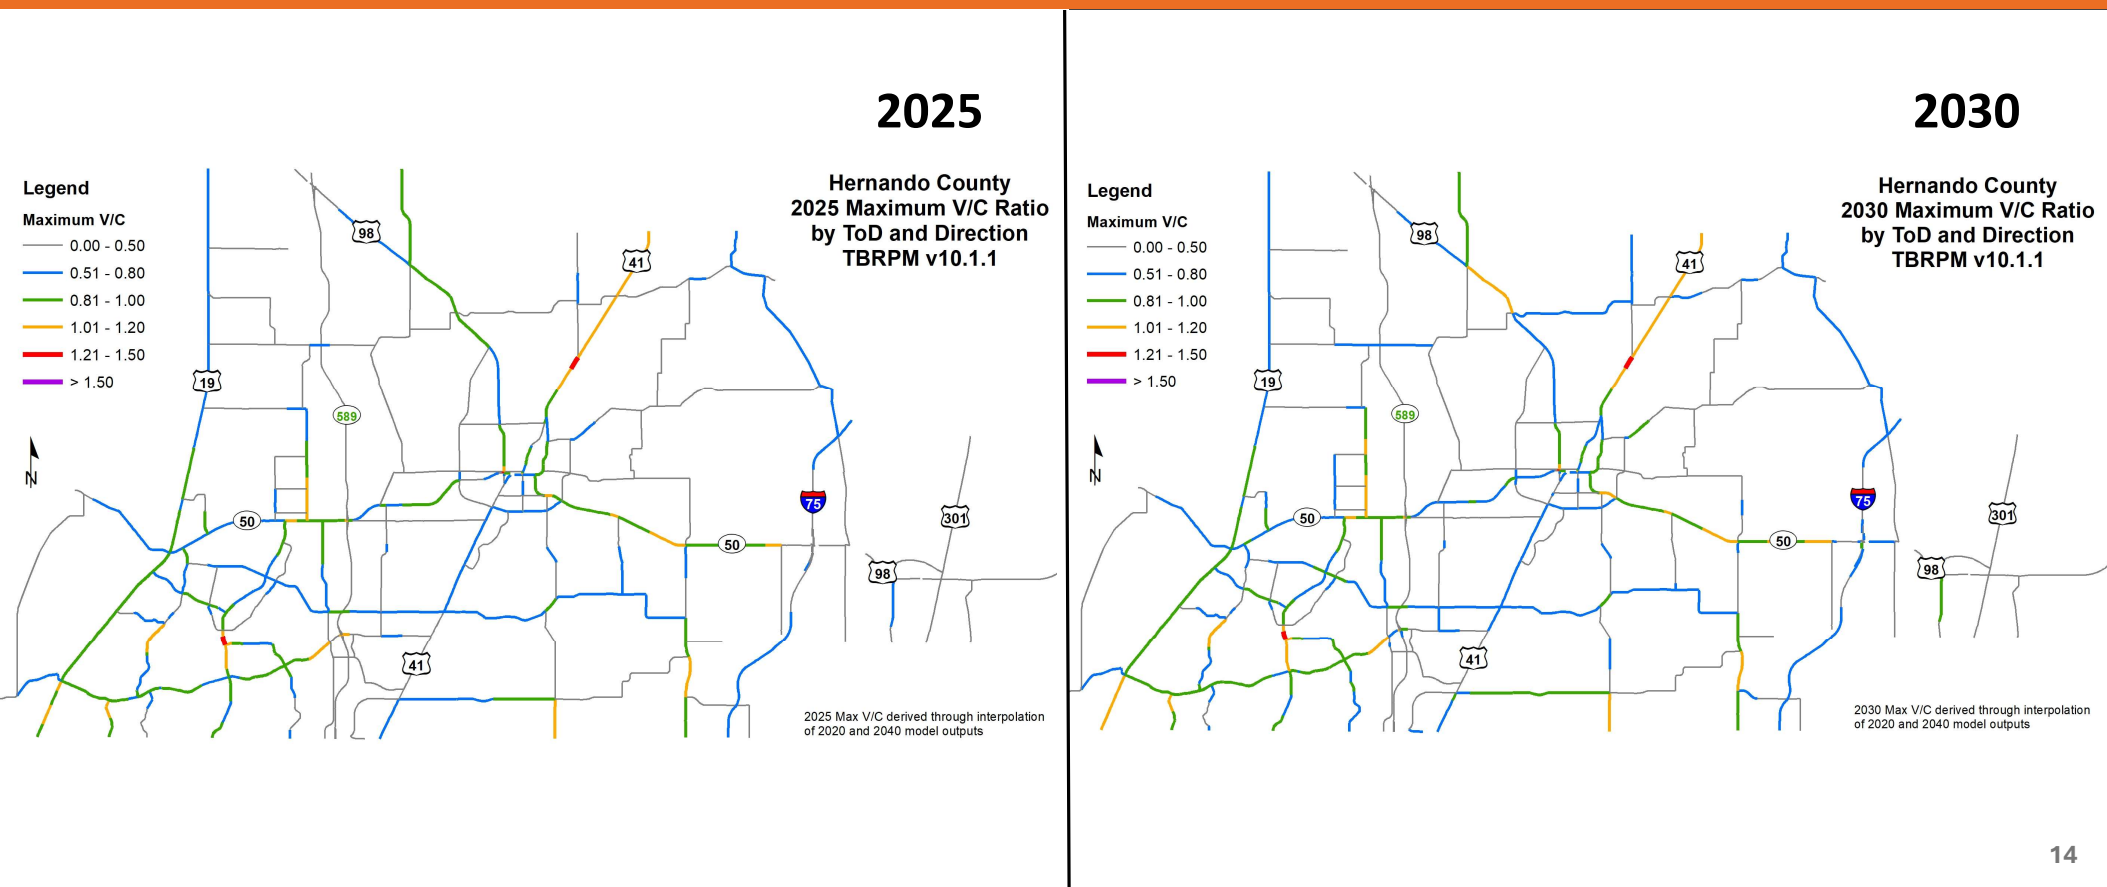 2025
Hernando County
2025 Maximum V/C Ratio
by ToD and Direction
TBRPM v10.1.1
Legend
Maximum V/C
0.00 - 0.50
0.51 - 0.80
0.81 - 1.00
1.01 - 1.20
1.21 - 1.50
> 1.50
98
41
19
589
N
50
75
301
50
98
41
2025 Max V/C derived through interpolation
of 2020 and 2040 model outputs
2030
Hernando County
2030 Maximum V/C Ratio
by ToD and Direction
TBRPM v10.1.1
Legend
Maximum V/C
0.00 - 0.50
0.51 - 0.80
0.81 - 1.00
1.01 - 1.20
1.21 - 1.50
> 1.50
98
41
19
589
N
50
75
301
50
98
41
2030 Max V/C derived through interpolation
of 2020 and 2040 model outputs
14